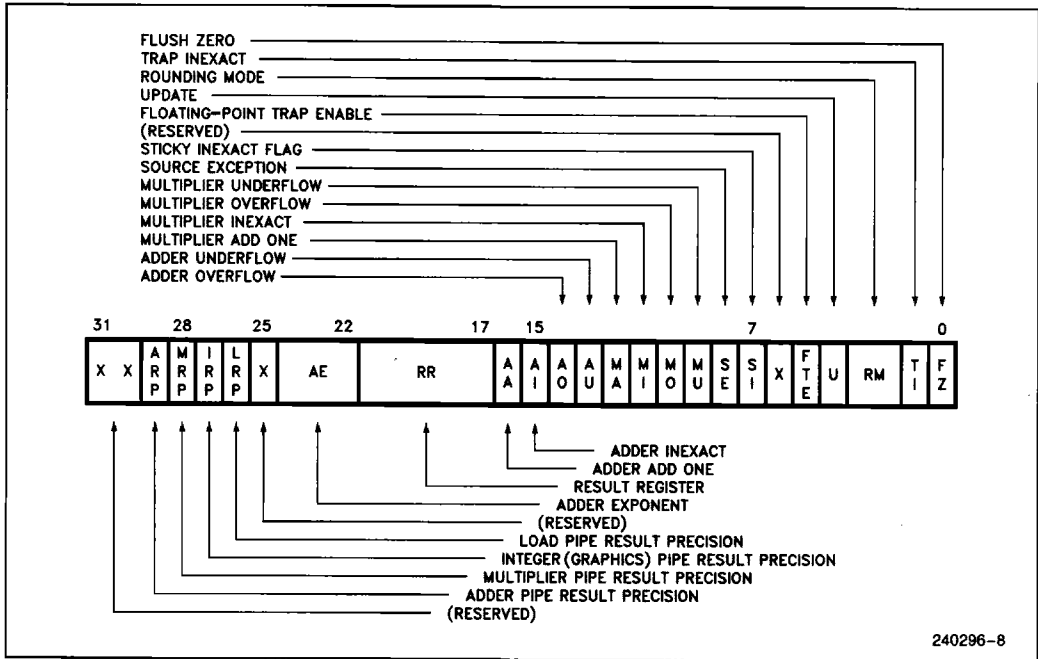 FLUSH ZERO
TRAP INEXACT
ROUNDING MODE
UPDATE
FLOATING-POINT TRAP ENABLE
(RESERVED)
STICKY INEXACT FLAG
SOURCE EXCEPTION
MULTIPLIER UNDERFLOW
MULTIPLIER OVERFLOW
MULTIPLIER INEXACT
MULTIPLIER ADD ONE
ADDER UNDERFLOW
ADDER OVERFLOW
31 28 25 22 17 15 7 0
X X ARP MRP IRP LRP X AE RR AA AI AO AU MA MI MO MU SE SI X FTE U RM TI FZ
ADDER INEXACT
ADDER ADD ONE
RESULT REGISTER
ADDER EXPONENT
(RESERVED)
LOAD PIPE RESULT PRECISION
INTEGER (GRAPHICS) PIPE RESULT PRECISION
MULTIPLIER PIPE RESULT PRECISION
ADDER PIPE RESULT PRECISION
(RESERVED)
240296-8